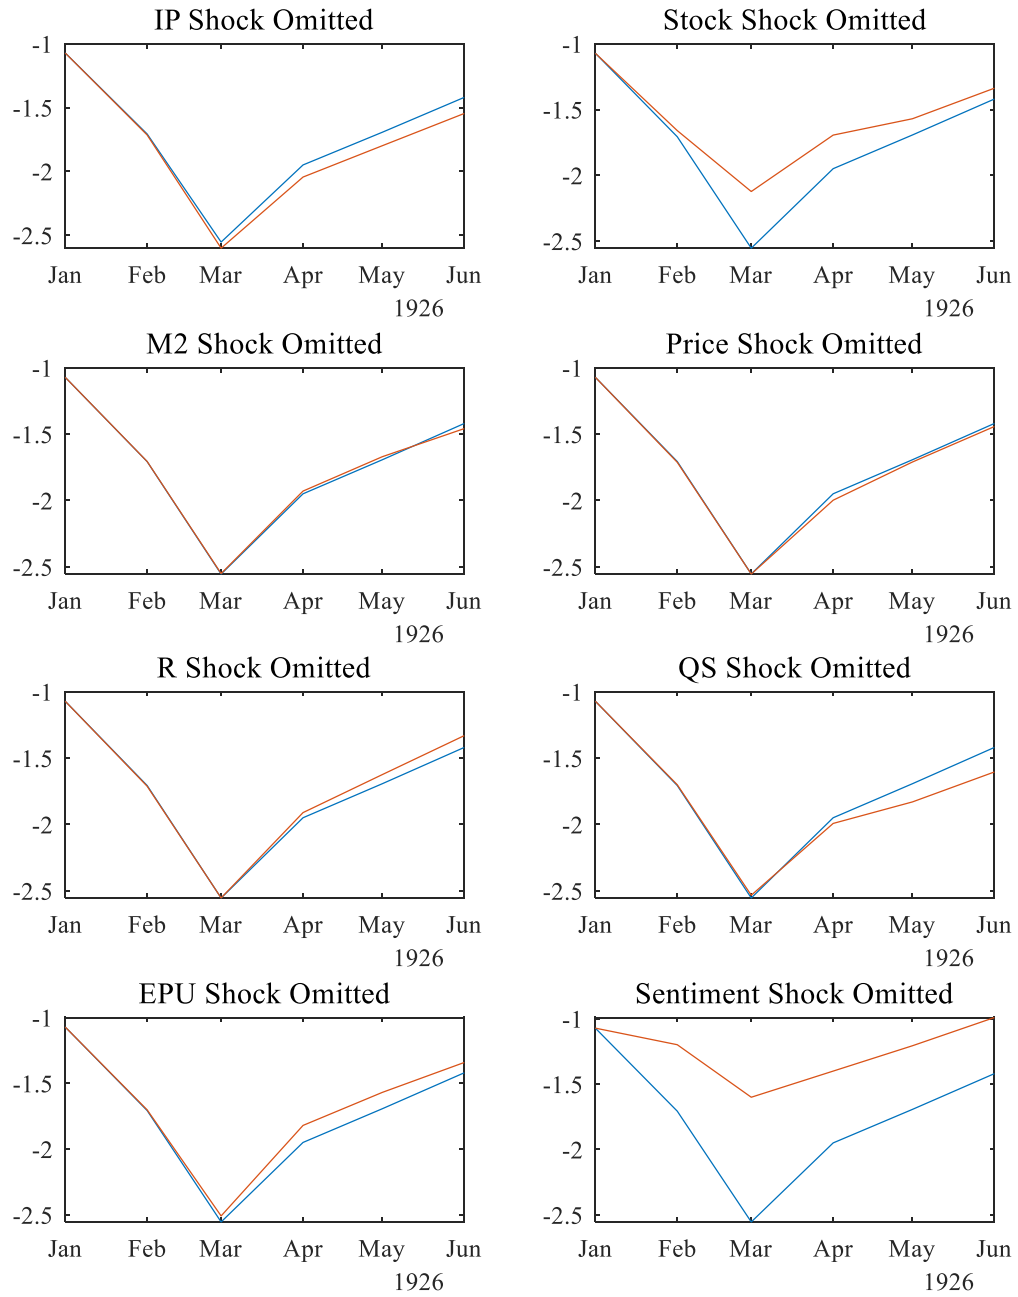 IP Shock Omitted
-1
-1.5
-2
-2.5
Jan Feb Mar Apr May Jun
1926
Stock Shock Omitted
-1
-1.5
-2
-2.5
Jan Feb Mar Apr May Jun
1926
M2 Shock Omitted
-1
-1.5
-2
-2.5
Jan Feb Mar Apr May Jun
1926
Price Shock Omitted
-1
-1.5
-2
-2.5
Jan Feb Mar Apr May Jun
1926
R Shock Omitted
-1
-1.5
-2
-2.5
Jan Feb Mar Apr May Jun
1926
QS Shock Omitted
-1
-1.5
-2
-2.5
Jan Feb Mar Apr May Jun
1926
EPU Shock Omitted
-1
-1.5
-2
-2.5
Jan Feb Mar Apr May Jun
1926
Sentiment Shock Omitted
-1
-1.5
-2
-2.5
Jan Feb Mar Apr May Jun
1926